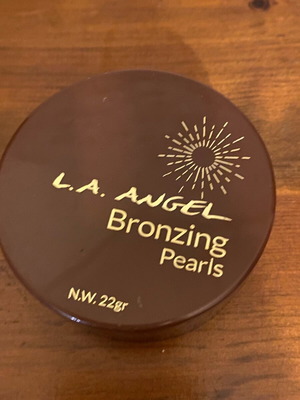 L.A. ANGEL
Bronzing
Pearls
N.W. 22gr